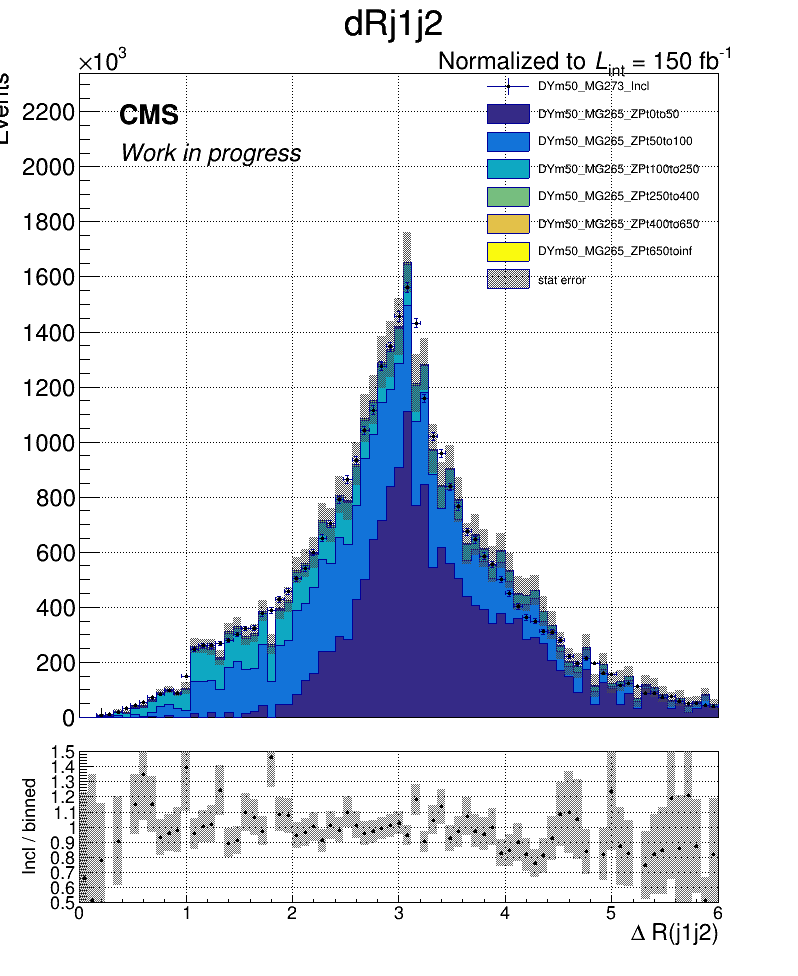 dRj1j2
×10³
Normalized to L_int = 150 fb⁻¹
Events
CMS
Work in progress
DYm50_MG273_Incl
DYm50_MG265_ZPt0to50
DYm50_MG265_ZPt50to100
DYm50_MG265_ZPt100to250
DYm50_MG265_ZPt250to400
DYm50_MG265_ZPt400to650
DYm50_MG265_ZPt650toinf
stat error
2200
2000
1800
1600
1400
1200
1000
800
600
400
200
0
Incl / binned
1.5
1.4
1.3
1.2
1.1
1
0.9
0.8
0.7
0.6
0.5
0 1 2 3 4 5 6
Δ R(j1j2)